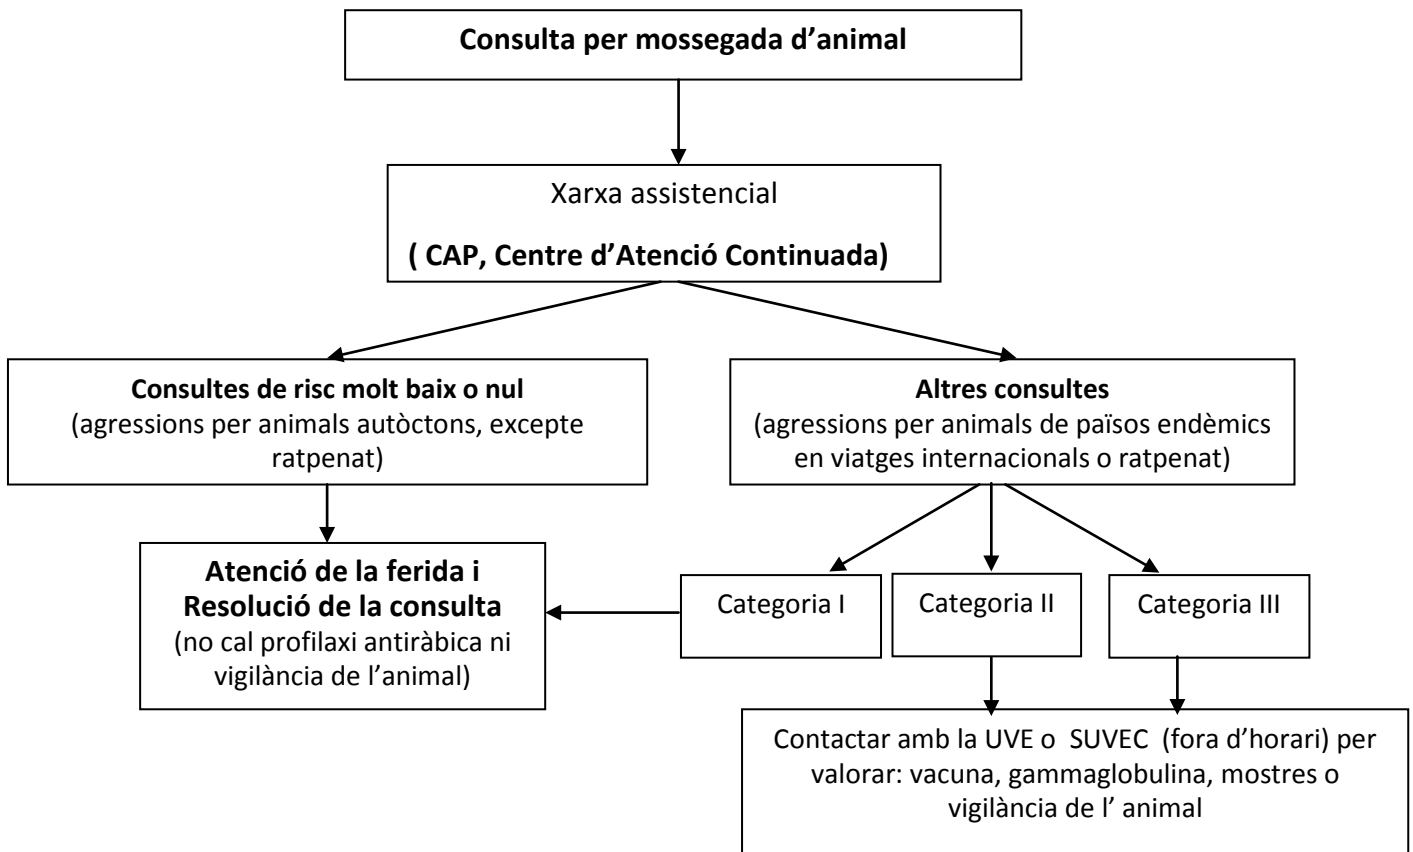 Consulta per mossegada d’animal
Xarxa assistencial
( CAP, Centre d’Atenció Continuada)
Consultes de risc molt baix o nul
(agressions per animals autòctons, excepte
ratpenat)
Altres consultes
(agressions per animals de països endèmics
en viatges internacionals o ratpenat)
Atenció de la ferida i
Resolució de la consulta
(no cal profilaxi antiràbica ni
vigilància de l’animal)
Categoria I
Categoria II
Categoria III
Contactar amb la UVE o SUVEC (fora d’horari) per
valorar: vacuna, gammaglobulina, mostres o
vigilància de l’ animal